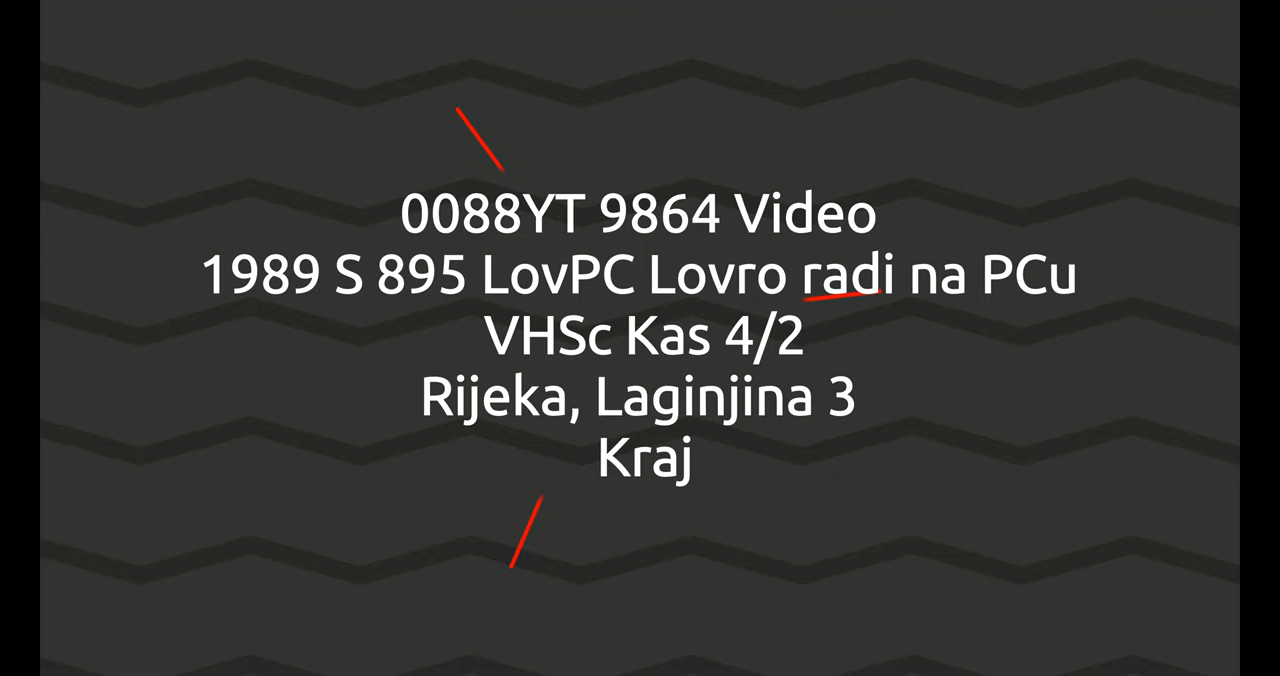 0088YT 9864 Video
1989 S 895 LovPC Lovro radi na PCu
VHSc Kas 4/2
Rijeka, Laginjina 3
Kraj